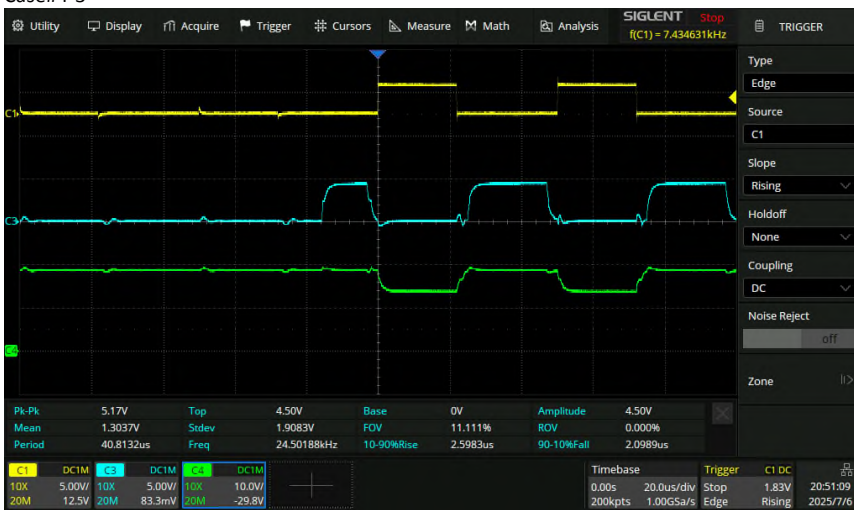 Utility Display Acquire Trigger Cursors Measure Math Analysis SIGLENT Stop TRIGGER
f(C1) = 7.434631kHz
Type
Edge
Source
C1
Slope
Rising
Holdoff
None
Coupling
DC
Noise Reject
off
Zone
C1
C3
C4
Pk-Pk 5.17V Top 4.50V Base 0V Amplitude 4.50V
Mean 1.3037V Stdev 1.9083V FOV 11.111% ROV 0.000%
Period 40.8132us Freq 24.50188kHz 10-90%Rise 2.5983us 90-10%Fall 2.0989us
C1 DC1M C3 DC1M C4 DC1M Timebase Trigger C1 DC
10X 5.00V/ 10X 5.00V/ 10X 10.0V/ 0.00s 20.0us/div Stop 1.83V 20:51:09
20M 12.5V 20M 83.3mV 20M -29.8V 200kpts 1.00GSa/s Edge Rising 2025/7/6